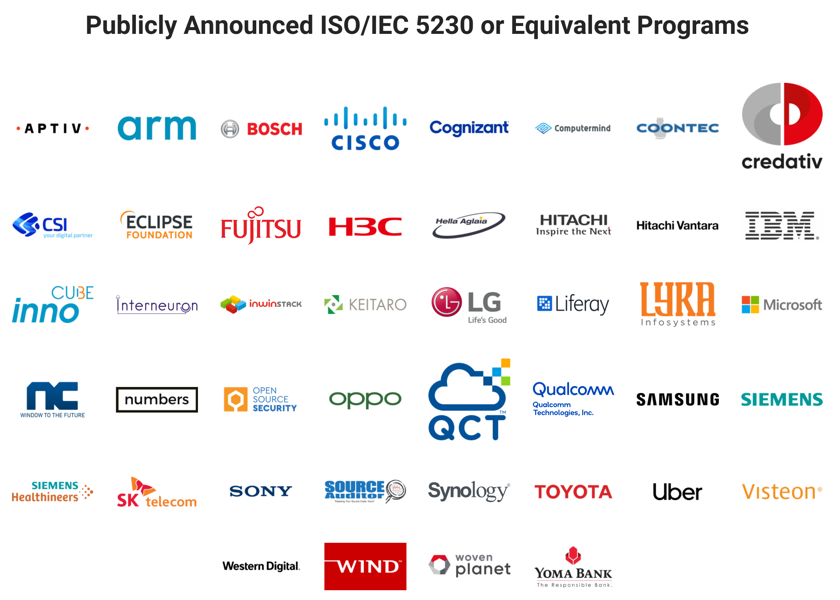 Publicly Announced ISO/IEC 5230 or Equivalent Programs
• A P T I V •
arm
BOSCH
CISCO
Cognizant
Computermind
COONTEC
credativ
CSI
your digital partner
ECLIPSE
FOUNDATION
FUJITSU
H3C
Hella Aglaia
HITACHI
Inspire the Next
Hitachi Vantara
IBM®
CUBE
inno
interneuron
inwinSTACK
KEITARO
LG
Life's Good
Liferay
LYRA
Infosystems
Microsoft
nc
WINDOW TO THE FUTURE
numbers
OPEN
SOURCE
SECURITY
oppo
QCT™
Qualcomm
Qualcomm
Technologies, Inc.
SAMSUNG
SIEMENS
SIEMENS
Healthineers
SK telecom
SONY
SOURCE
Auditor
Synology®
TOYOTA
Uber
Visteon®
Western Digital.
WIND™
woven
planet
YOMA BANK
The Responsible Bank.